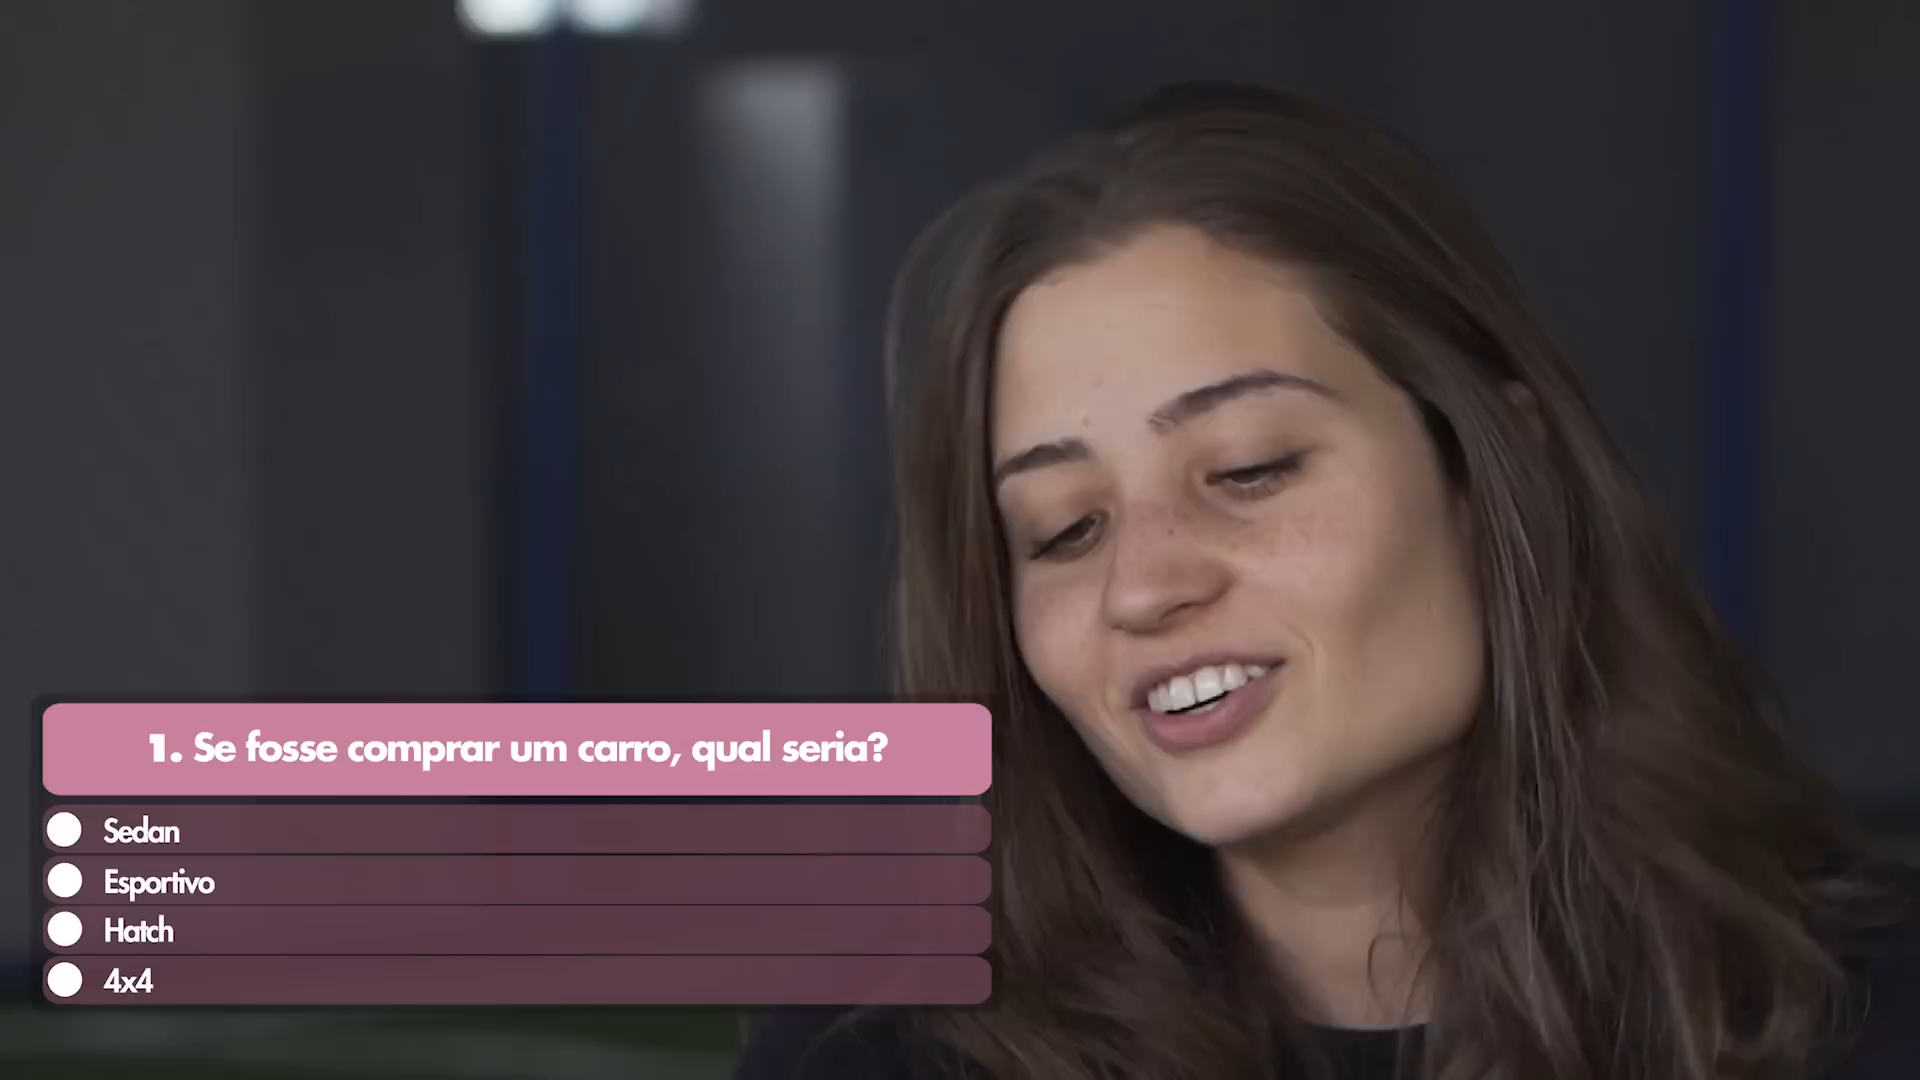 1. Se fosse comprar um carro, qual seria?
Sedan
Esportivo
Hatch
4x4